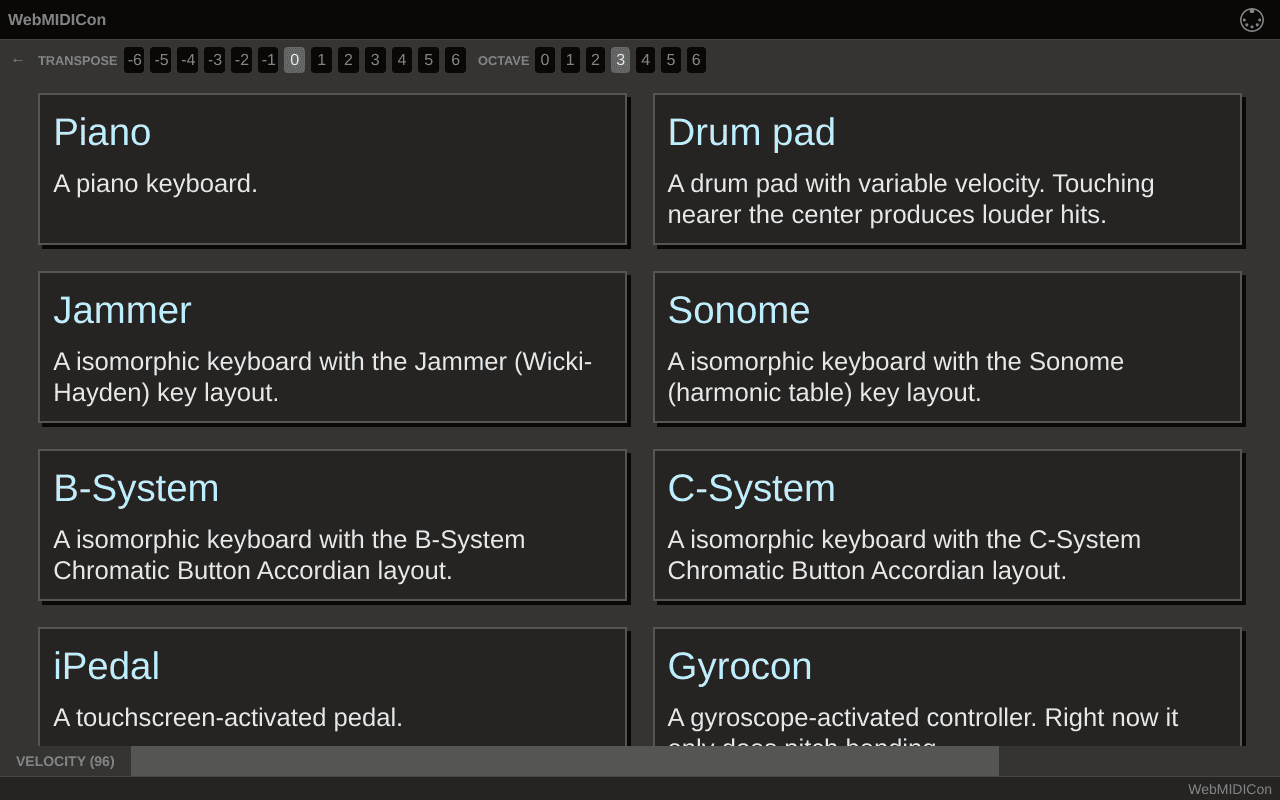 WebMIDICon
← TRANSPOSE -6 -5 -4 -3 -2 -1 0 1 2 3 4 5 6 OCTAVE 0 1 2 3 4 5 6
Piano
A piano keyboard.
Drum pad
A drum pad with variable velocity. Touching
nearer the center produces louder hits.
Jammer
A isomorphic keyboard with the Jammer (Wicki-
Hayden) key layout.
Sonome
A isomorphic keyboard with the Sonome
(harmonic table) key layout.
B-System
A isomorphic keyboard with the B-System
Chromatic Button Accordian layout.
C-System
A isomorphic keyboard with the C-System
Chromatic Button Accordian layout.
iPedal
A touchscreen-activated pedal.
Gyrocon
A gyroscope-activated controller. Right now it
only does pitch bending.
VELOCITY (96)
WebMIDICon